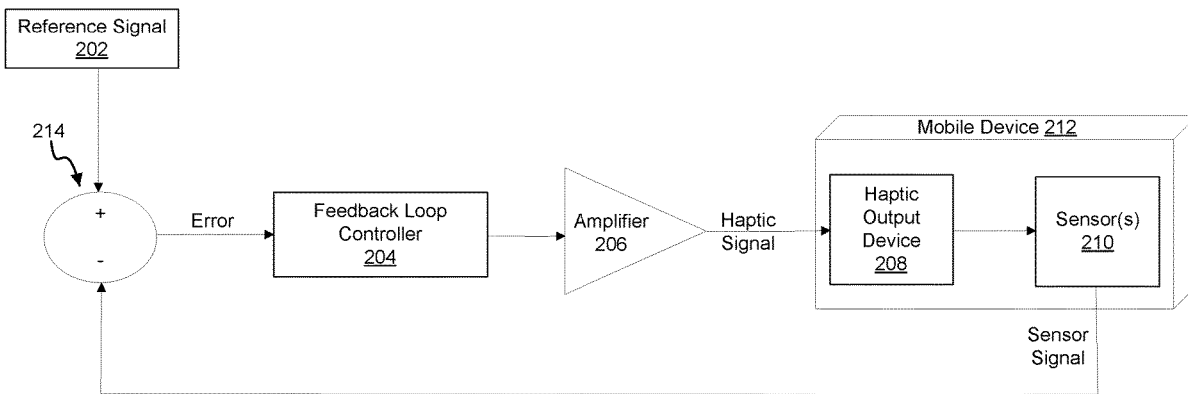 Reference Signal
202
214
Mobile Device 212
+
-
Error
Feedback Loop
Controller
204
Amplifier
206
Haptic
Signal
Haptic
Output
Device
208
Sensor(s)
210
Sensor
Signal